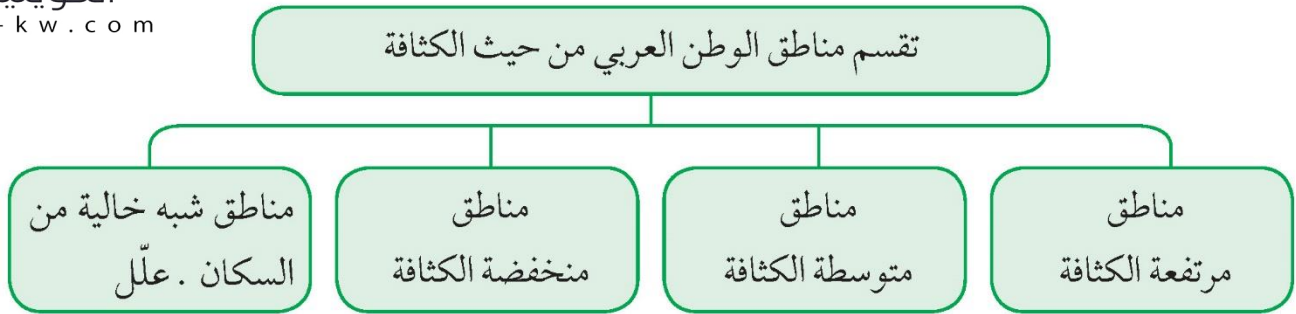 - kw.com
تقسم مناطق الوطن العربي من حيث الكثافة
مناطق
مرتفعة الكثافة
مناطق
متوسطة الكثافة
مناطق
منخفضة الكثافة
مناطق شبه خالية من
السكان . علّل